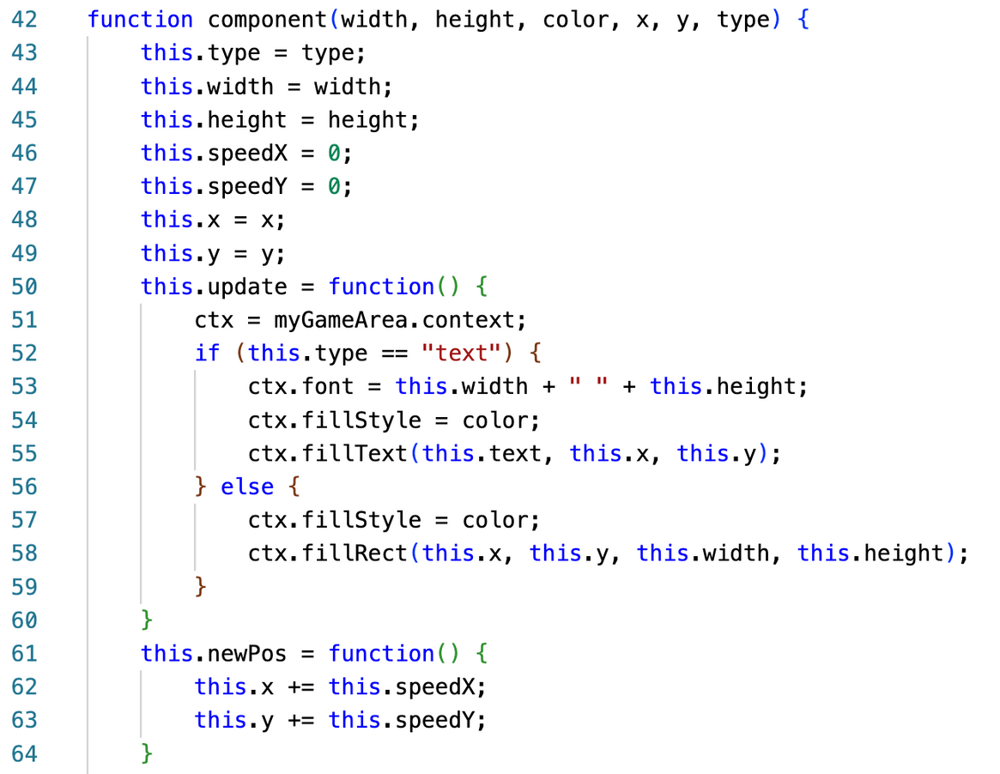 42 function component(width, height, color, x, y, type) {
43     this.type = type;
44     this.width = width;
45     this.height = height;
46     this.speedX = 0;
47     this.speedY = 0;
48     this.x = x;
49     this.y = y;
50     this.update = function() {
51         ctx = myGameArea.context;
52         if (this.type == "text") {
53             ctx.font = this.width + " " + this.height;
54             ctx.fillStyle = color;
55             ctx.fillText(this.text, this.x, this.y);
56         } else {
57             ctx.fillStyle = color;
58             ctx.fillRect(this.x, this.y, this.width, this.height);
59         }
60     }
61     this.newPos = function() {
62         this.x += this.speedX;
63         this.y += this.speedY;
64     }